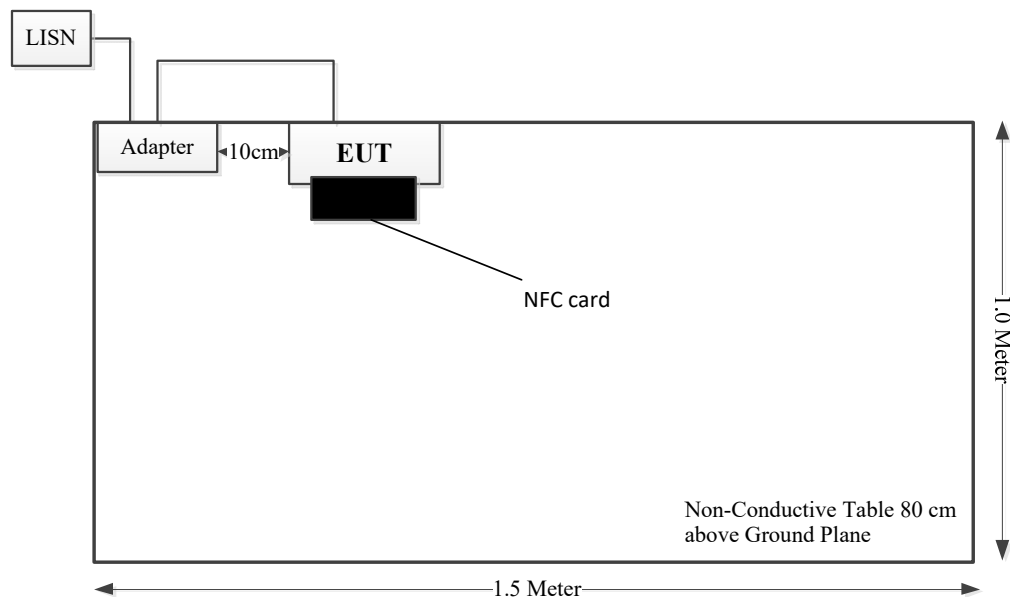 LISN
Adapter
10cm
EUT
NFC card
1.0 Meter
Non-Conductive Table 80 cm
above Ground Plane
1.5 Meter